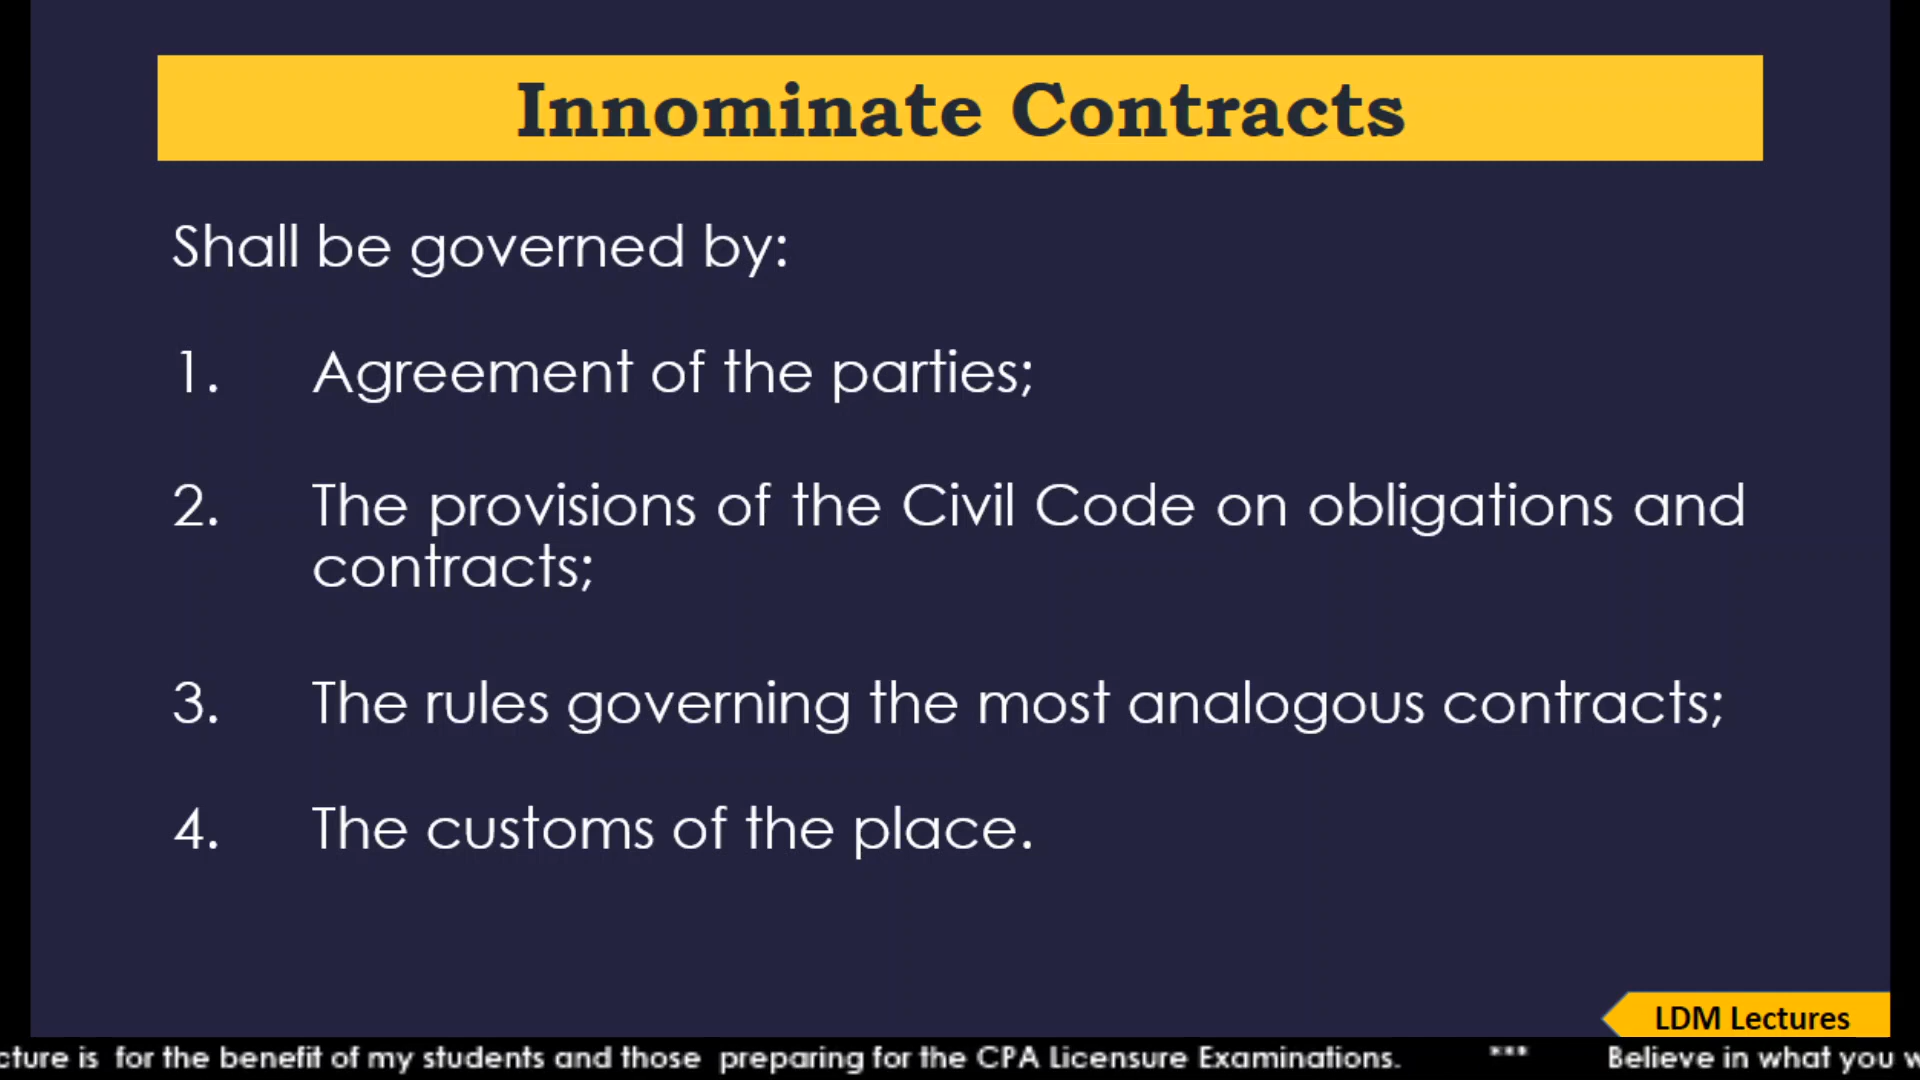 Innominate Contracts
Shall be governed by:
1. Agreement of the parties;
2. The provisions of the Civil Code on obligations and
contracts;
3. The rules governing the most analogous contracts;
4. The customs of the place.
LDM Lectures
is for the benefit of my students and those preparing for the CPA Licensure Examinations. *** Believe in what you